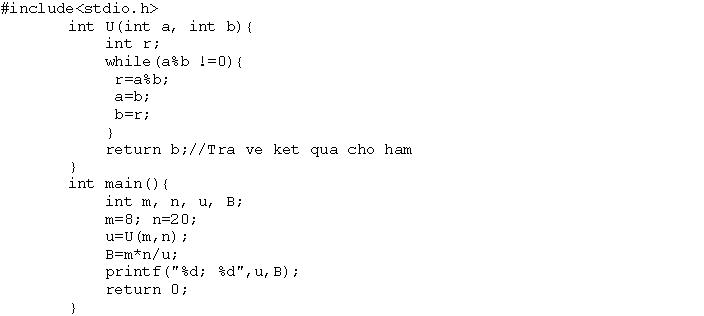 #include<stdio.h>
int U(int a, int b){
int r;
while(a%b !=0){
r=a%b;
a=b;
b=r;
}
return b;//Tra ve ket qua cho ham
}
int main(){
int m, n, u, B;
m=8; n=20;
u=U(m,n);
B=m*n/u;
printf("%d; %d",u,B);
return 0;
}